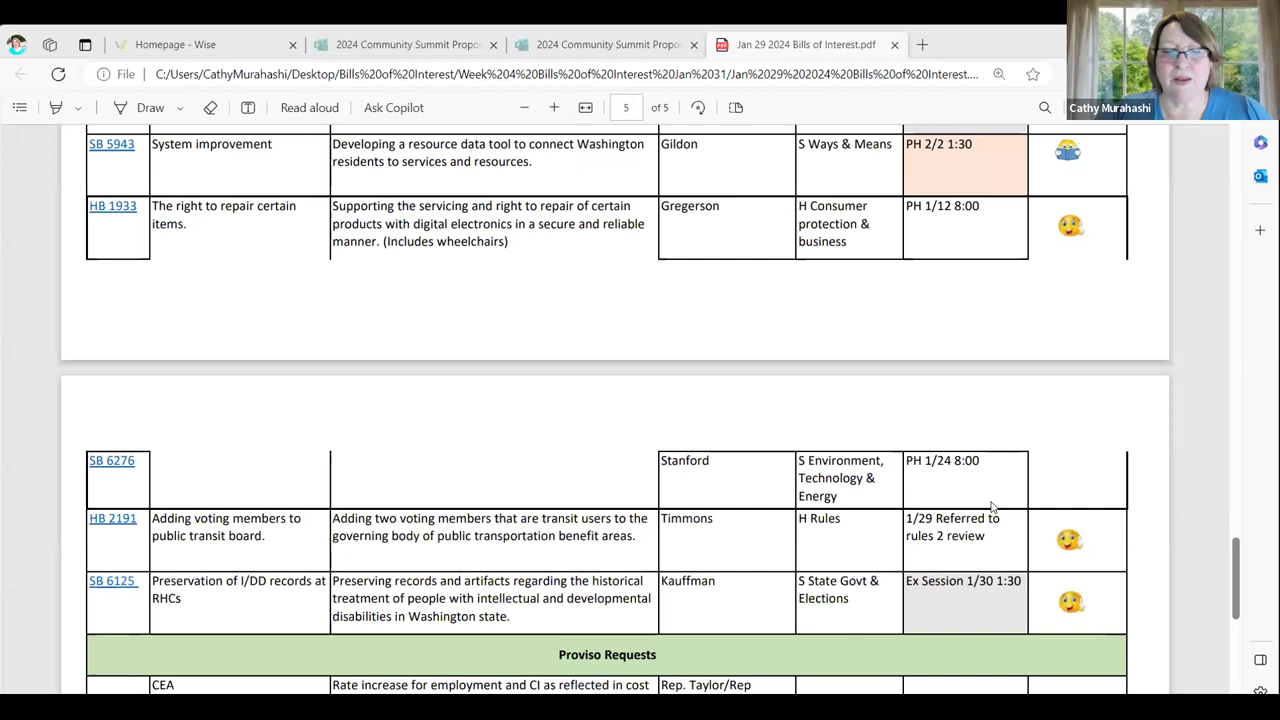 Homepage - Wise
2024 Community Summit Propo
2024 Community Summit Propo
Jan 29 2024 Bills of Interest.pdf
File
C:/Users/CathyMurahashi/Desktop/Bills%20of%20Interest/Week%204%20Bills%20of%20Interest%20Jan%2031/Jan%2029%202024%20Bills%20of%20Interest....
Cathy Murahashi
Draw
Read aloud
Ask Copilot
5
of 5
SB 5943
System improvement
Developing a resource data tool to connect Washington
residents to services and resources.
Gildon
S Ways & Means
PH 2/2 1:30
HB 1933
The right to repair certain
items.
Supporting the servicing and right to repair of certain
products with digital electronics in a secure and reliable
manner. (Includes wheelchairs)
Gregerson
H Consumer
protection &
business
PH 1/12 8:00
SB 6276
Stanford
S Environment,
Technology &
Energy
PH 1/24 8:00
HB 2191
Adding voting members to
public transit board.
Adding two voting members that are transit users to the
governing body of public transportation benefit areas.
Timmons
H Rules
1/29 Referred to
rules 2 review
SB 6125
Preservation of I/DD records at
RHCs
Preserving records and artifacts regarding the historical
treatment of people with intellectual and developmental
disabilities in Washington state.
Kauffman
S State Govt &
Elections
Ex Session 1/30 1:30
Proviso Requests
CEA
Rate increase for employment and CI as reflected in cost
Rep. Taylor/Rep